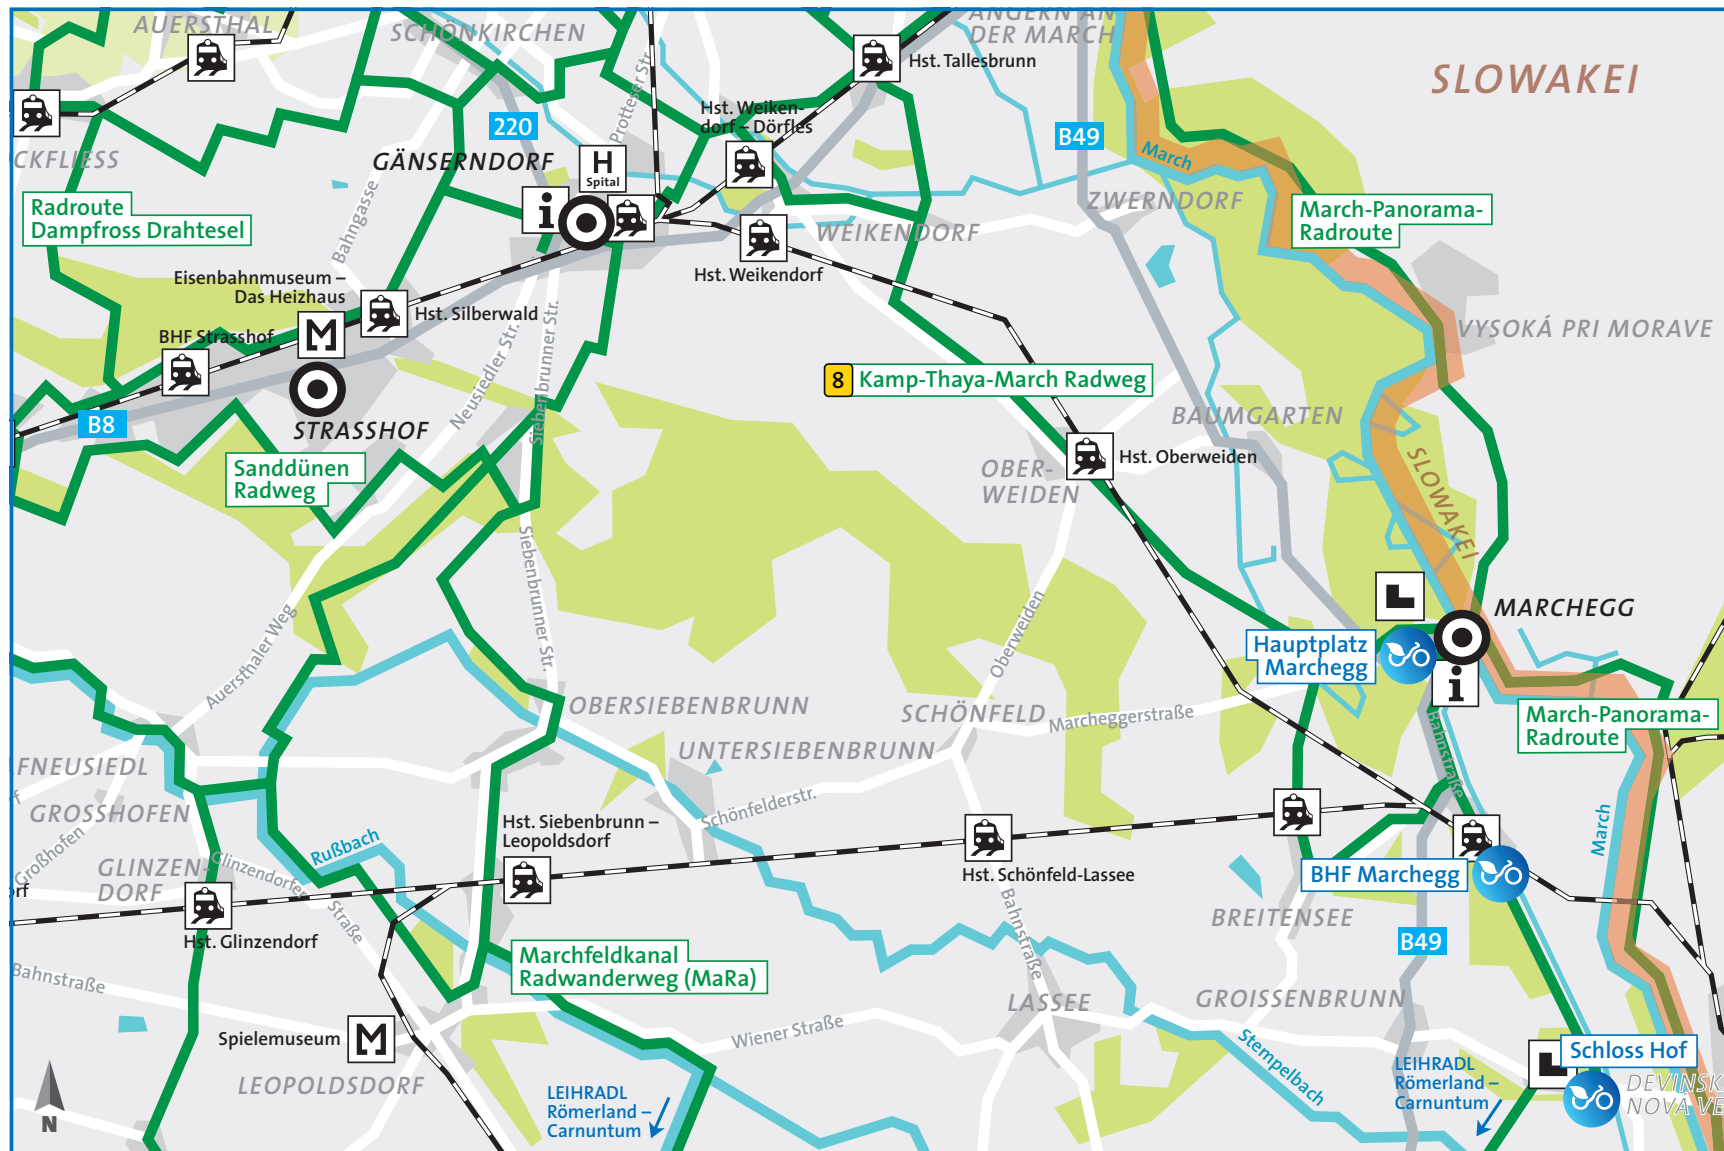 AUERSTHAL
SCHÖNKIRCHEN
ANGERN AN
DER MARCH
Hst. Tallesbrunn
SLOWAKEI
Protteser Str.
Hst. Weiken-
dorf – Dörfles
220
B49
CKFLIESS
GÄNSERNDORF
H
Spital
March
ZWERNDORF
Radroute
Dampfross Drahtesel
Bahngasse
i
WEIKENDORF
March-Panorama-
Radroute
Eisenbahnmuseum –
Das Heizhaus
Hst. Weikendorf
BHF Strasshof
M
Hst. Silberwald
Neusiedler Str.
Siebenbrunner Str.
VYSOKÁ PRI MORAVE
8 Kamp-Thaya-March Radweg
B8
STRASSHOF
BAUMGARTEN
Sanddünen
Radweg
OBER-
WEIDEN
Hst. Oberweiden
SLOWAKEI
Siebenbrunner Str.
Auersthaler Weg
Oberweiden
MARCHEGG
Hauptplatz
Marchegg
i
OBERSIEBENBRUNN
SCHÖNFELD
Marcheggerstraße
March-Panorama-
Radroute
Bahnstraße
UNTERSIEBENBRUNN
FNEUSIEDL
f
GROSSHOFEN
Großhofen
Schönfelderstr.
March
Hst. Siebenbrunn –
Leopoldsdorf
Rußbach
GLINZEN-
DORF
Glinzendorfer
Straße
orf
Hst. Schönfeld-Lassee
BHF Marchegg
BREITENSEE
Hst. Glinzendorf
B49
Bahnstraße
Marchfeldkanal
Radwanderweg (MaRa)
Bahnstraße
LASSEE
GROISSENBRUNN
Spielemuseum
M
Wiener Straße
Stempelbach
Schloss Hof
LEOPOLDSDORF
LEIHRADL
Römerland –
Carnuntum
LEIHRADL
Römerland –
Carnuntum
DEVINSK
NOVA VE
N